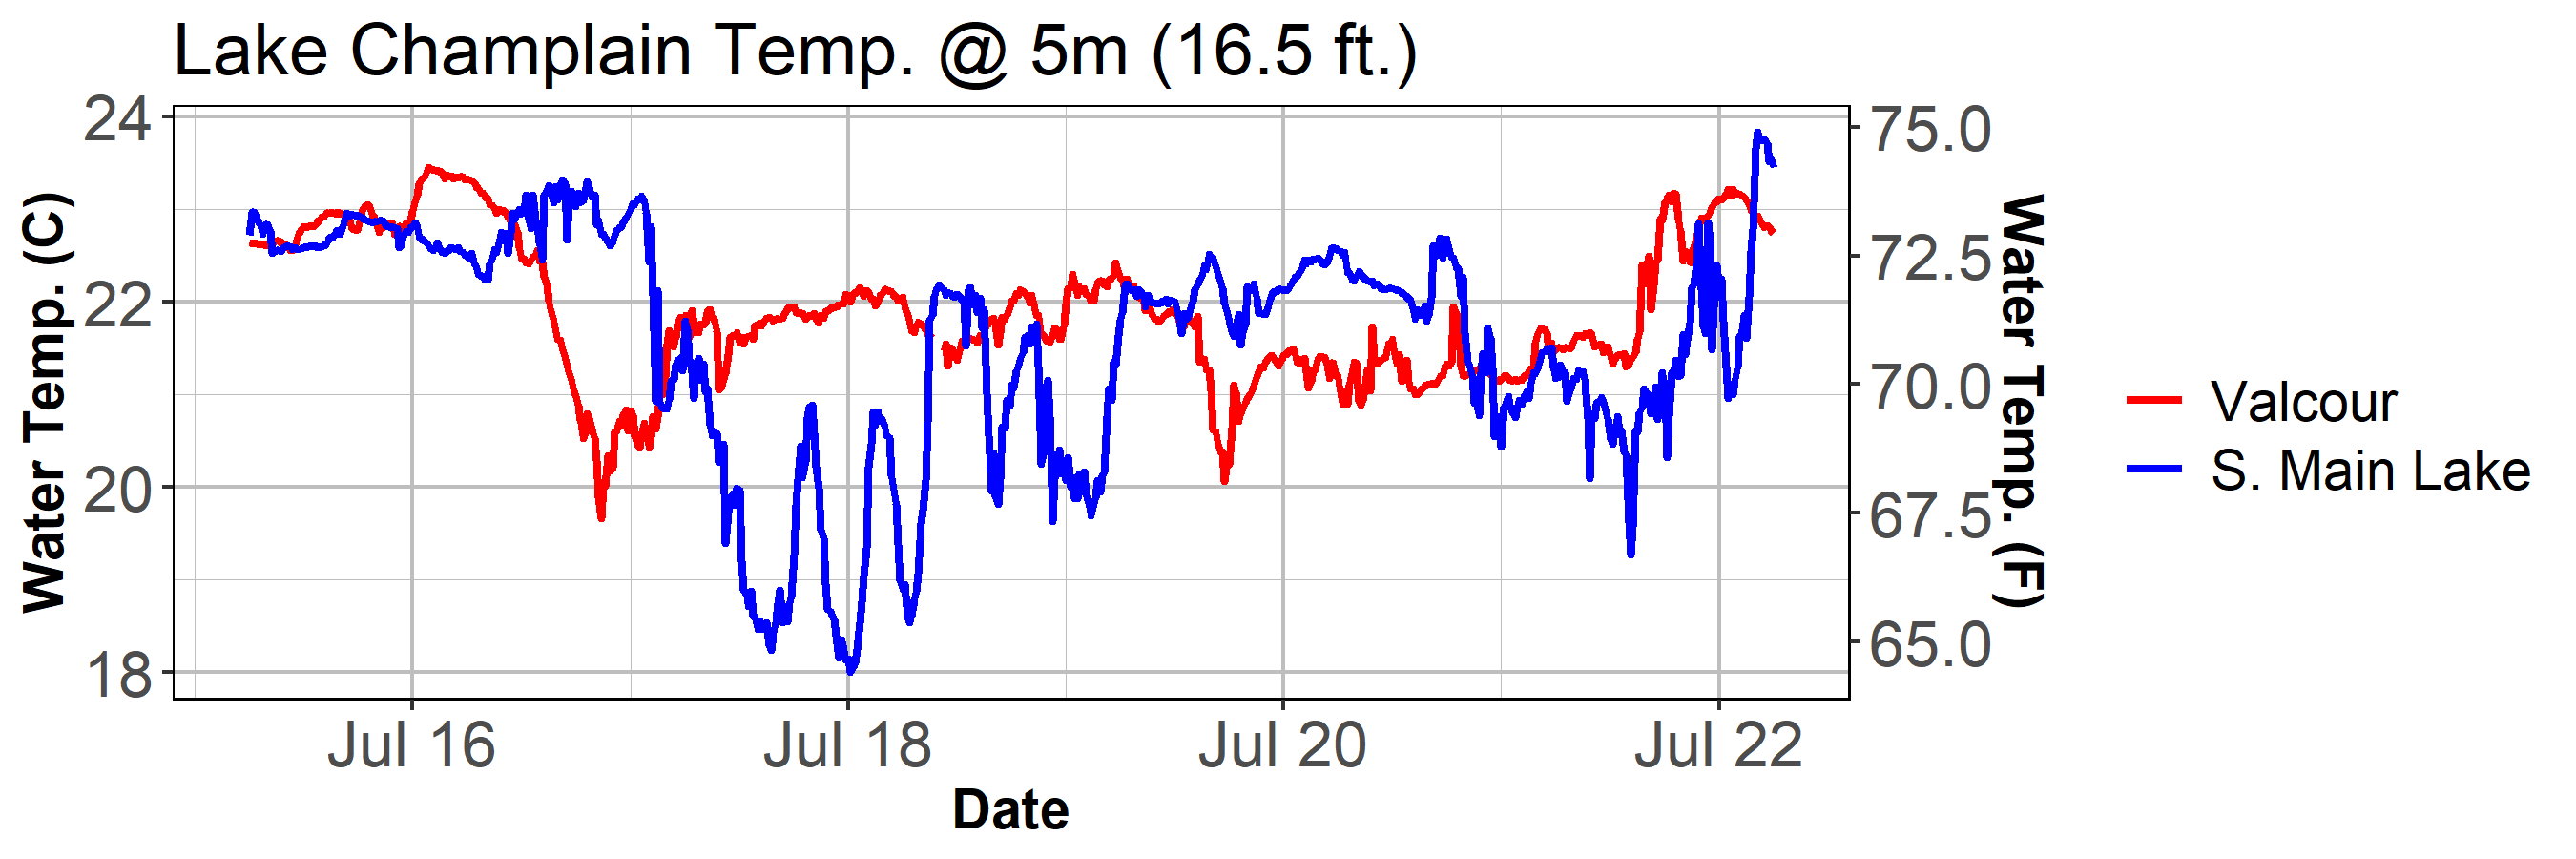 Lake Champlain Temp. @ 5m (16.5 ft.)
Water Temp. (C)
24
22
20
18
75.0
72.5
70.0
67.5
65.0
Water Temp. (F)
Jul 16
Jul 18
Jul 20
Jul 22
Date
Valcour
S. Main Lake